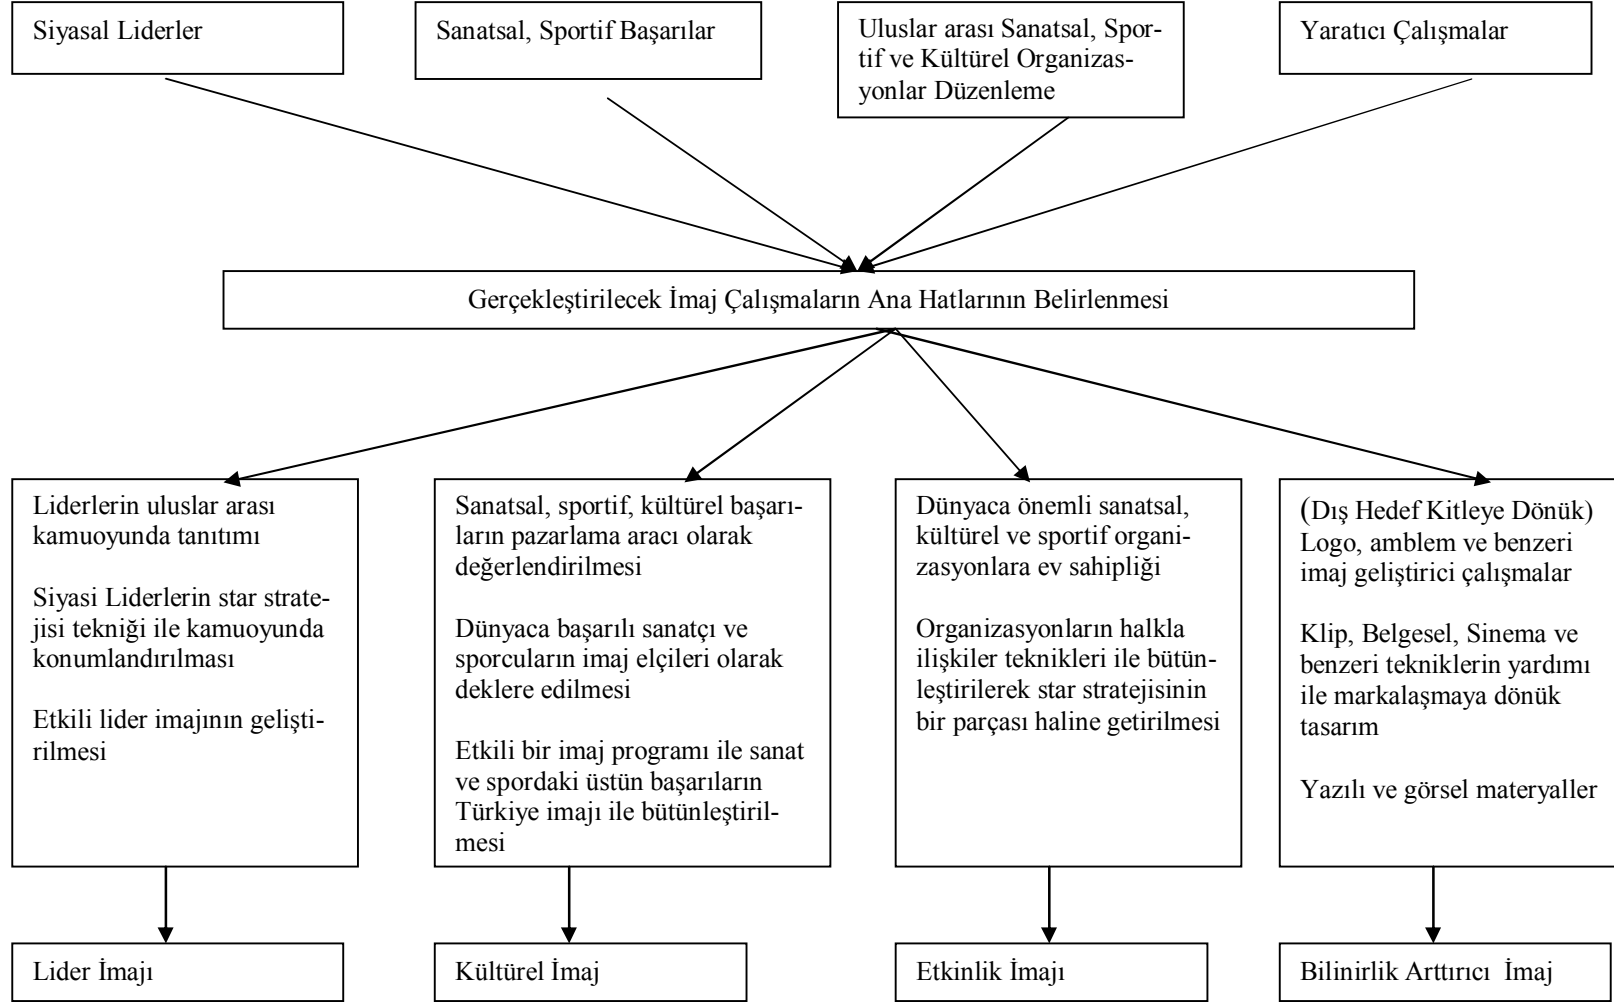 Siyasal Liderler
Sanatsal, Sportif Başarılar
Uluslar arası Sanatsal, Spor-
tif ve Kültürel Organizas-
yonlar Düzenleme
Yaratıcı Çalışmalar
Gerçekleştirilecek İmaj Çalışmaların Ana Hatlarının Belirlenmesi
Liderlerin uluslar arası
kamuoyunda tanıtımı
Siyasi Liderlerin star strate-
jisi tekniği ile kamuoyunda
konumlandırılması
Etkili lider imajının gelişti-
rilmesi
Sanatsal, sportif, kültürel başarı-
ların pazarlama aracı olarak
değerlendirilmesi
Dünyaca başarılı sanatçı ve
sporcuların imaj elçileri olarak
deklere edilmesi
Etkili bir imaj programı ile sanat
ve spordaki üstün başarıların
Türkiye imajı ile bütünleştiril-
mesi
Dünyaca önemli sanatsal,
kültürel ve sportif organi-
zasyonlara ev sahipliği
Organizasyonların halkla
ilişkiler teknikleri ile bütün-
leştirilerek star stratejisinin
bir parçası haline getirilmesi
(Dış Hedef Kitleye Dönük)
Logo, amblem ve benzeri
imaj geliştirici çalışmalar
Klip, Belgesel, Sinema ve
benzeri tekniklerin yardımı
ile markalaşmaya dönük
tasarım
Yazılı ve görsel materyaller
Lider İmajı
Kültürel İmaj
Etkinlik İmajı
Bilinirlik Arttırıcı  İmaj